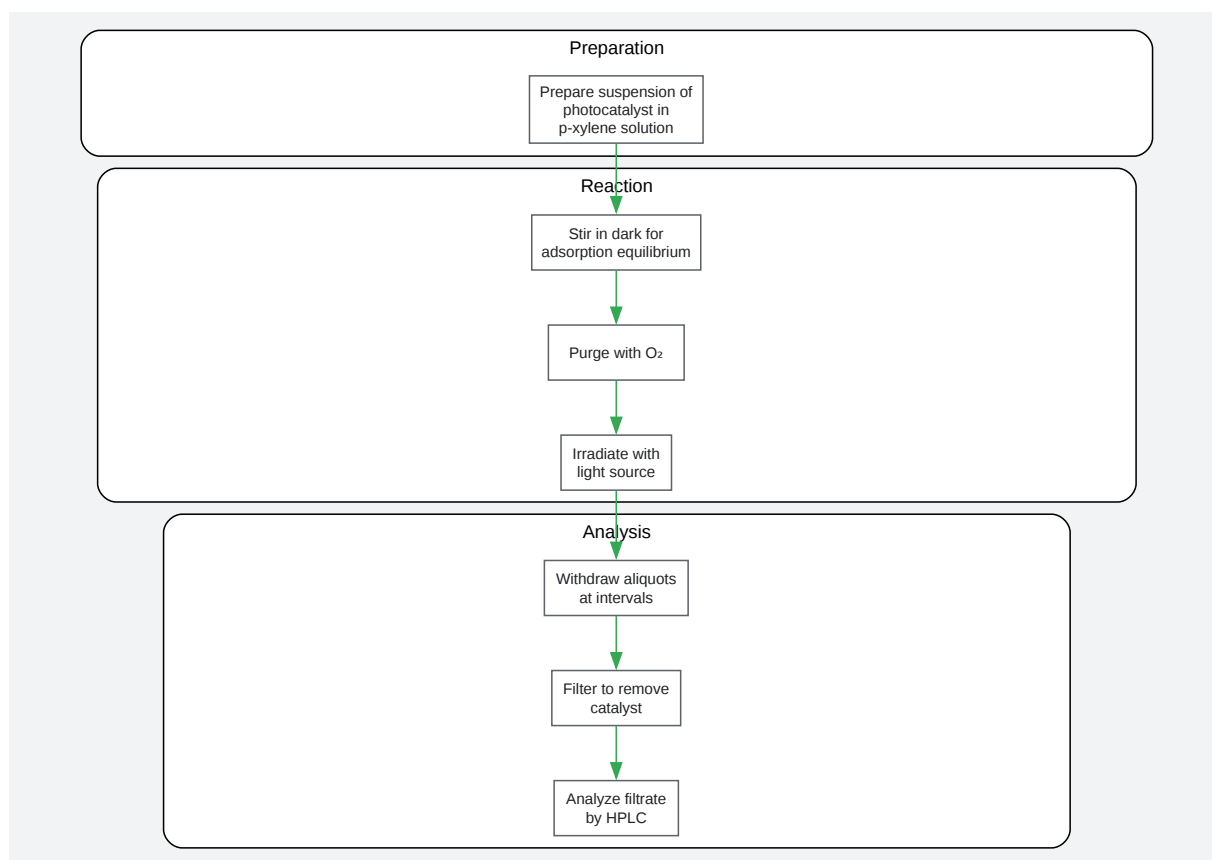 Preparation
Prepare suspension of
photocatalyst in
p-xylene solution
Reaction
Stir in dark for
adsorption equilibrium
Purge with O₂
Irradiate with
light source
Analysis
Withdraw aliquots
at intervals
Filter to remove
catalyst
Analyze filtrate
by HPLC